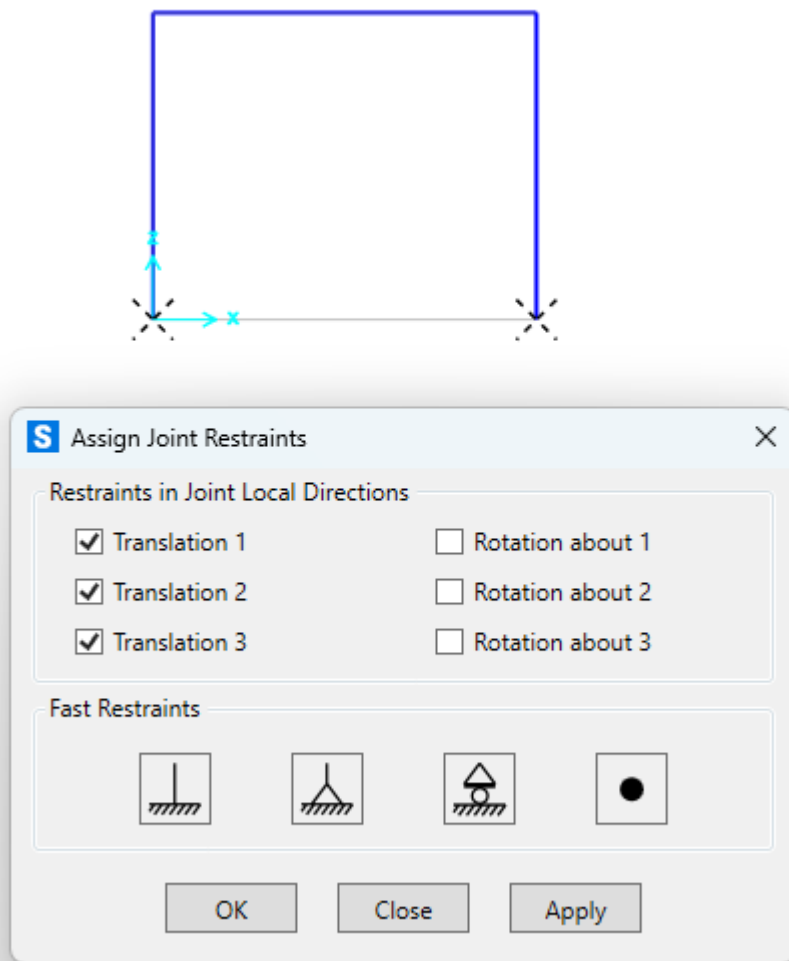 z
x
S Assign Joint Restraints
Restraints in Joint Local Directions
Translation 1 Rotation about 1
Translation 2 Rotation about 2
Translation 3 Rotation about 3
Fast Restraints
OK Close Apply